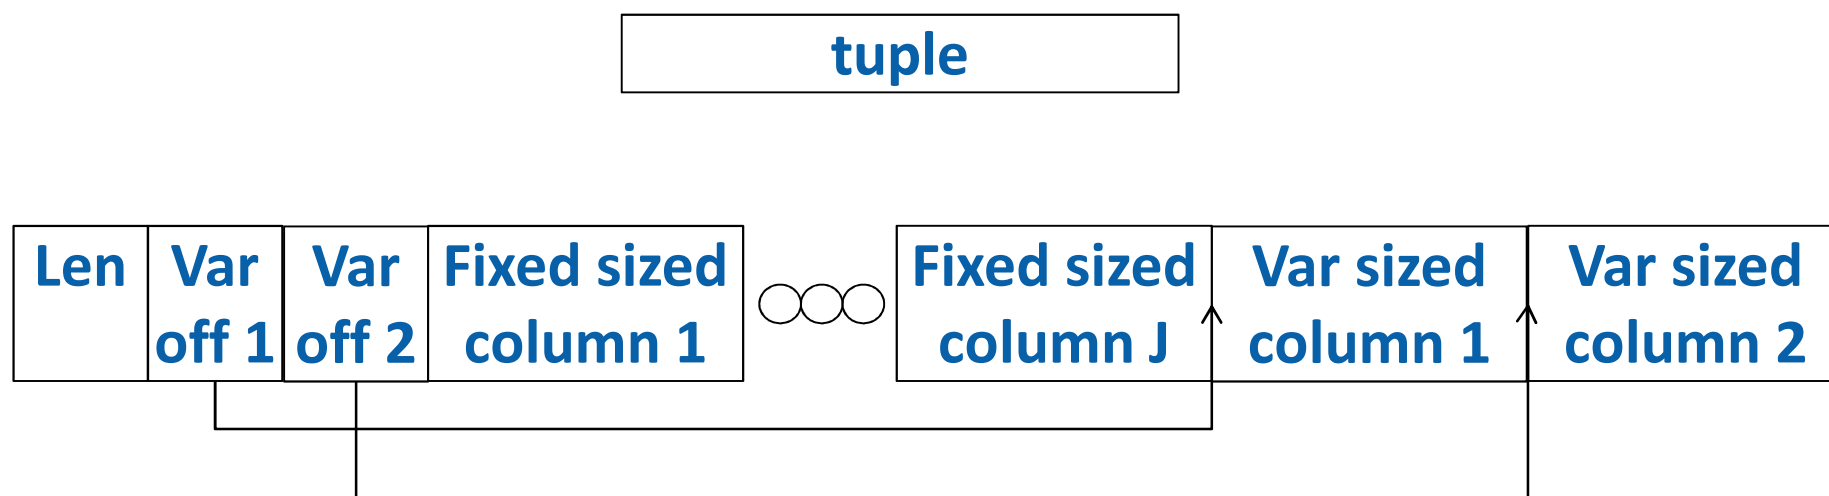 tuple
Len Var Var Fixed sized Fixed sized Var sized Var sized
off 1 off 2 column 1 column J column 1 column 2